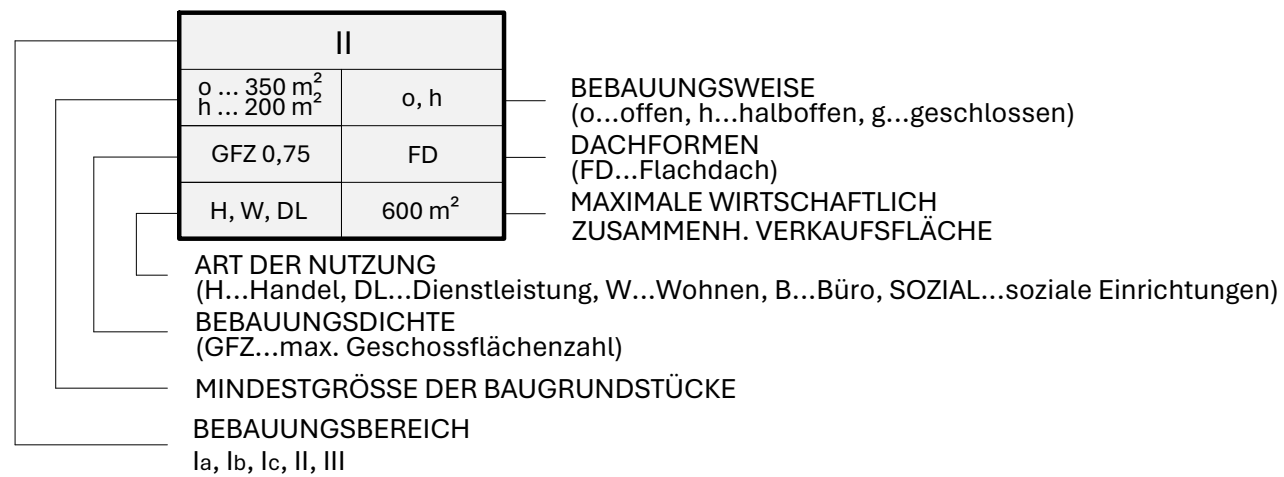 II
o ... 350 m²
h ... 200 m²
o, h
BEBAUUNGSWEISE
(o...offen, h...halboffen, g...geschlossen)
GFZ 0,75
FD
DACHFORMEN
(FD...Flachdach)
H, W, DL
600 m²
MAXIMALE WIRTSCHAFTLICH
ZUSAMMENH. VERKAUFSFLÄCHE
ART DER NUTZUNG
(H...Handel, DL...Dienstleistung, W...Wohnen, B...Büro, SOZIAL...soziale Einrichtungen)
BEBAUUNGSDICHTE
(GFZ...max. Geschossflächenzahl)
MINDESTGRÖSSE DER BAUGRUNDSTÜCKE
BEBAUUNGSBEREICH
Ia, Ib, Ic, II, III